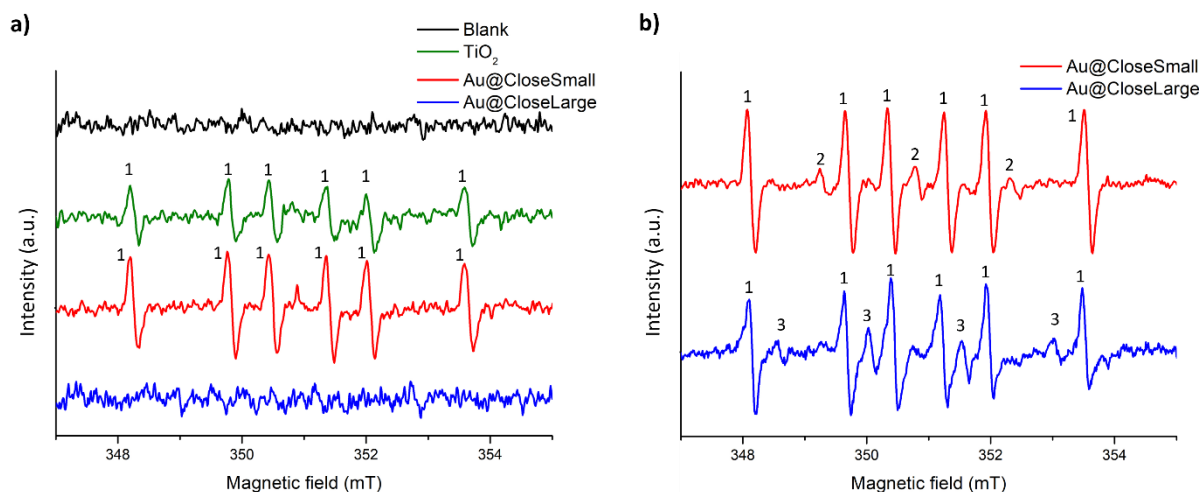 a)
Blank
TiO₂
Au@CloseSmall
Au@CloseLarge
1 1 1 1 1 1
1 1 1 1 1 1
Intensity (a.u.)
348 350 352 354
Magnetic field (mT)
b)
Au@CloseSmall
Au@CloseLarge
1 1 1 1 1 1
2 2 2
1 1 1 1 1 1
3 3 3 3
Intensity (a.u.)
348 350 352 354
Magnetic field (mT)